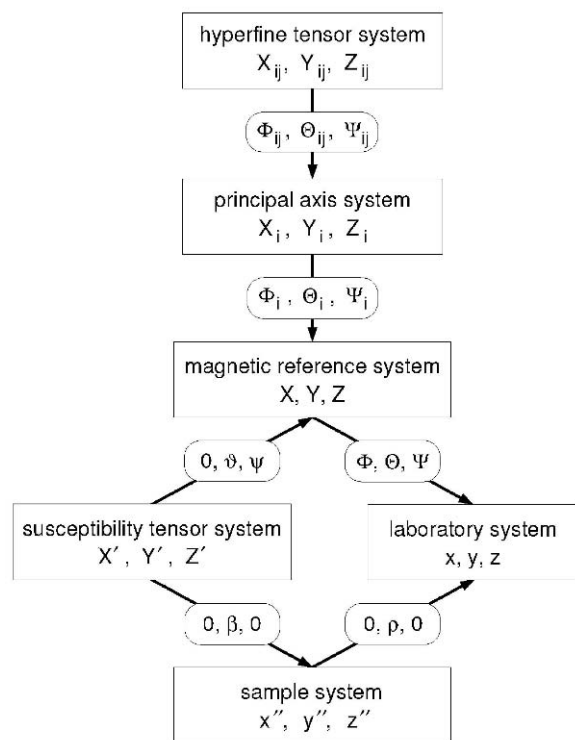 hyperfine tensor system
X_ij, Y_ij, Z_ij
Φ_ij, Θ_ij, Ψ_ij
principal axis system
X_i, Y_i, Z_i
Φ_i, Θ_i, Ψ_i
magnetic reference system
X, Y, Z
0, ϑ, ψ
Φ, Θ, Ψ
susceptibility tensor system
X′, Y′, Z′
laboratory system
x, y, z
0, β, 0
0, ρ, 0
sample system
x″, y″, z″